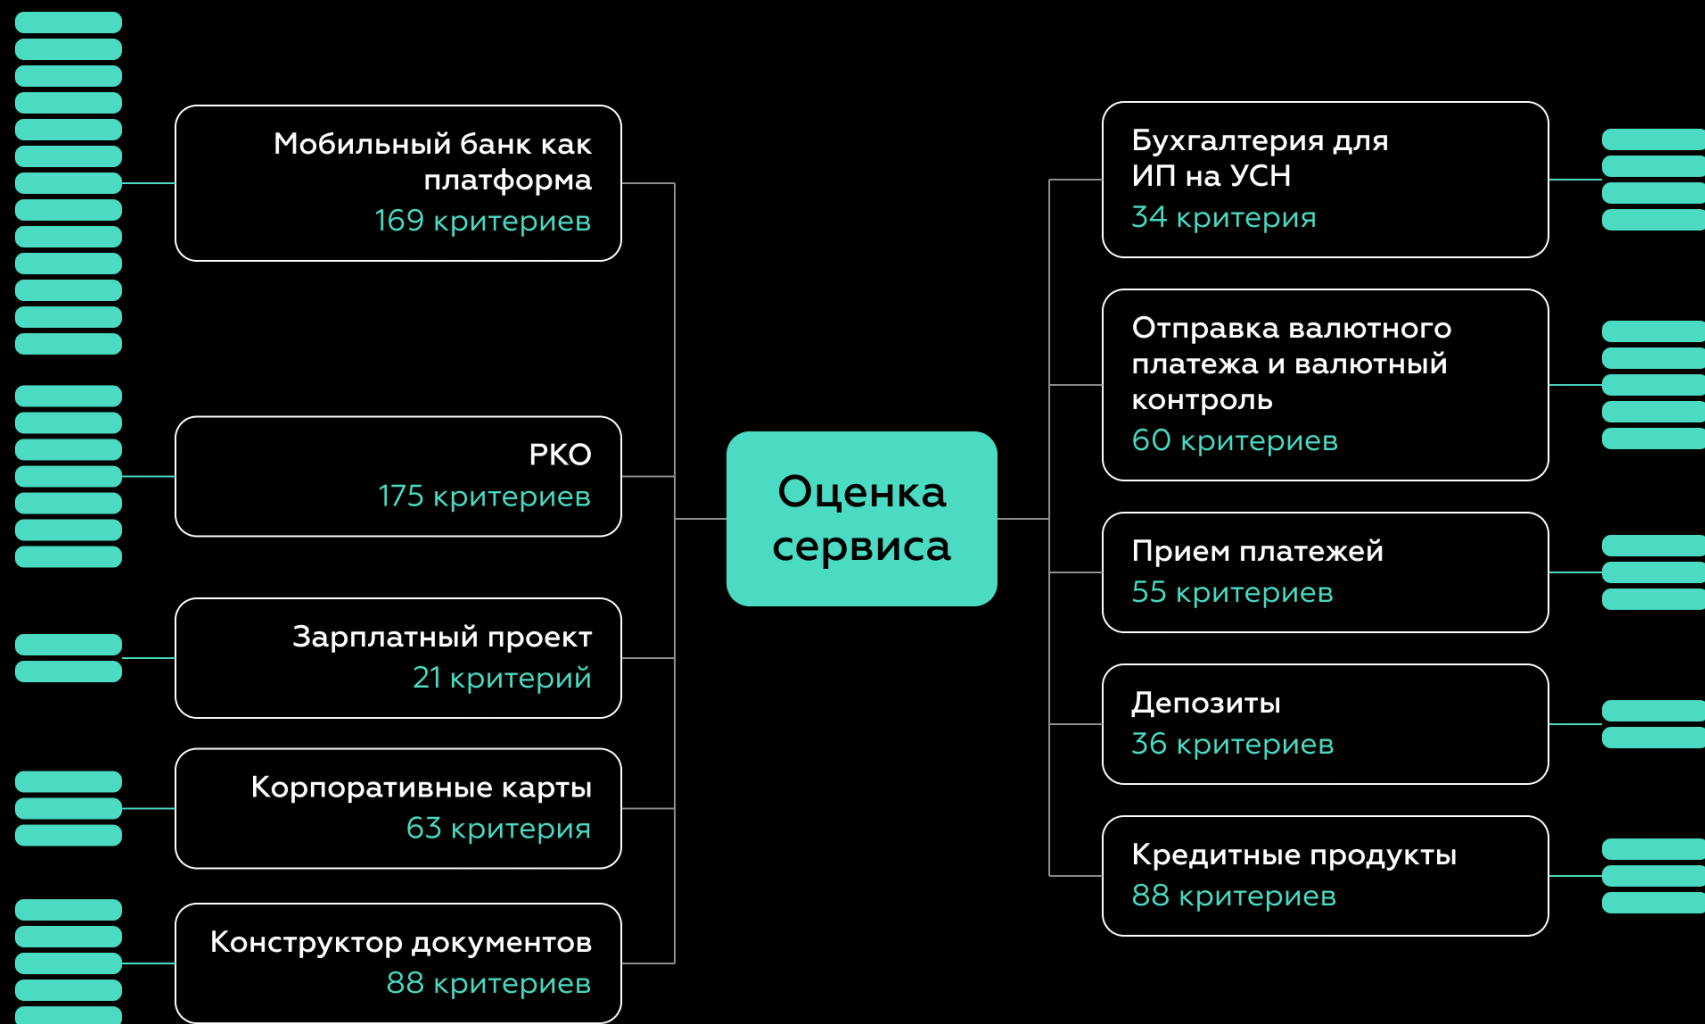 Мобильный банк как
платформа
169 критериев
РКО
175 критериев
Зарплатный проект
21 критерий
Корпоративные карты
63 критерия
Конструктор документов
88 критериев
Оценка
сервиса
Бухгалтерия для
ИП на УСН
34 критерия
Отправка валютного
платежа и валютный
контроль
60 критериев
Прием платежей
55 критериев
Депозиты
36 критериев
Кредитные продукты
88 критериев